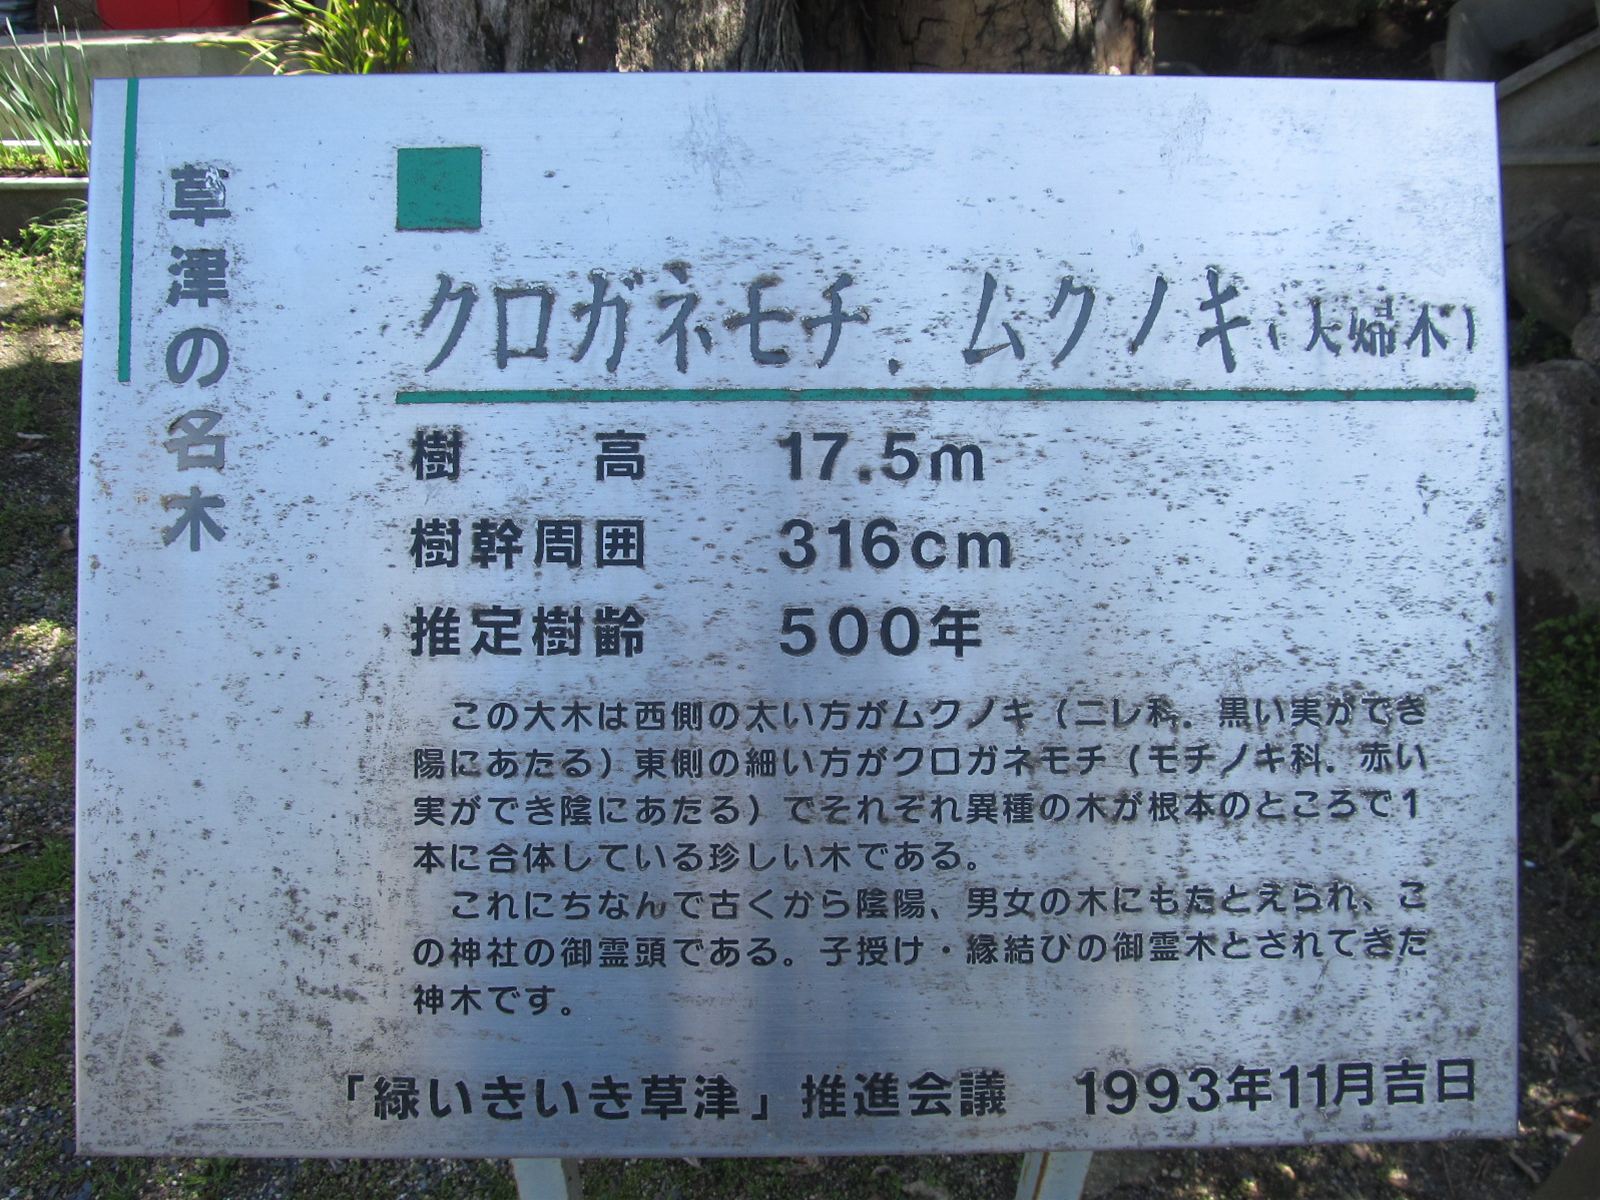 草津の名木
クロガネモチ．ムクノキ（夫婦木）
樹高 17.5m
樹幹周囲 316cm
推定樹齢 500年
この大木は西側の太い方がムクノキ（ニレ科．黒い実ができ
陽にあたる）東側の細い方がクロガネモチ（モチノキ科．赤い
実ができ陰にあたる）でそれぞれ異種の木が根本のところで1
本に合体している珍しい木である。
これにちなんで古くから陰陽、男女の木にもたとえられ、こ
の神社の御霊頭である。子授け・縁結びの御霊木とされてきた
神木です。
「緑いきいき草津」推進会議 1993年11月吉日